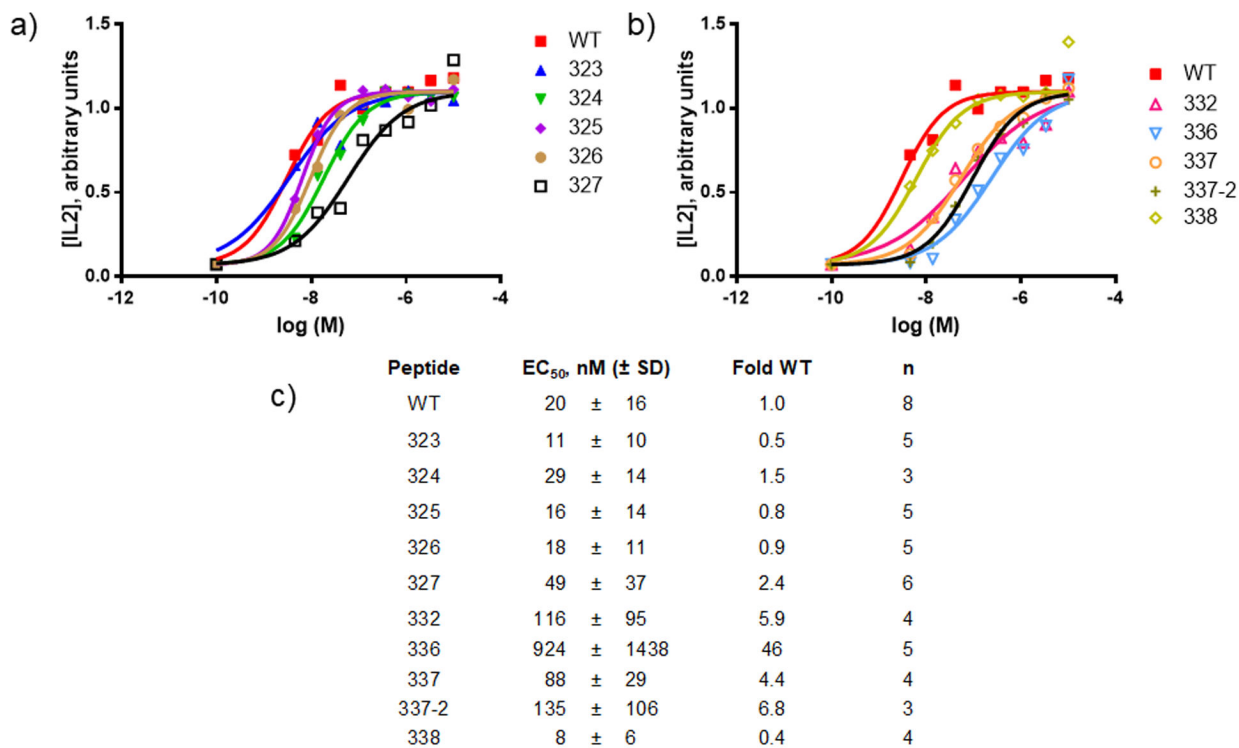 a)
1.5
1.0
0.5
0.0
[IL2], arbitrary units
-12
-10
-8
-6
-4
log (M)
WT
323
324
325
326
327
b)
1.5
1.0
0.5
0.0
[IL2], arbitrary units
-12
-10
-8
-6
-4
log (M)
WT
332
336
337
337-2
338
c)
Peptide EC₅₀, nM (± SD) Fold WT n
WT 20 ± 16 1.0 8
323 11 ± 10 0.5 5
324 29 ± 14 1.5 3
325 16 ± 14 0.8 5
326 18 ± 11 0.9 5
327 49 ± 37 2.4 6
332 116 ± 95 5.9 4
336 924 ± 1438 46 5
337 88 ± 29 4.4 4
337-2 135 ± 106 6.8 3
338 8 ± 6 0.4 4